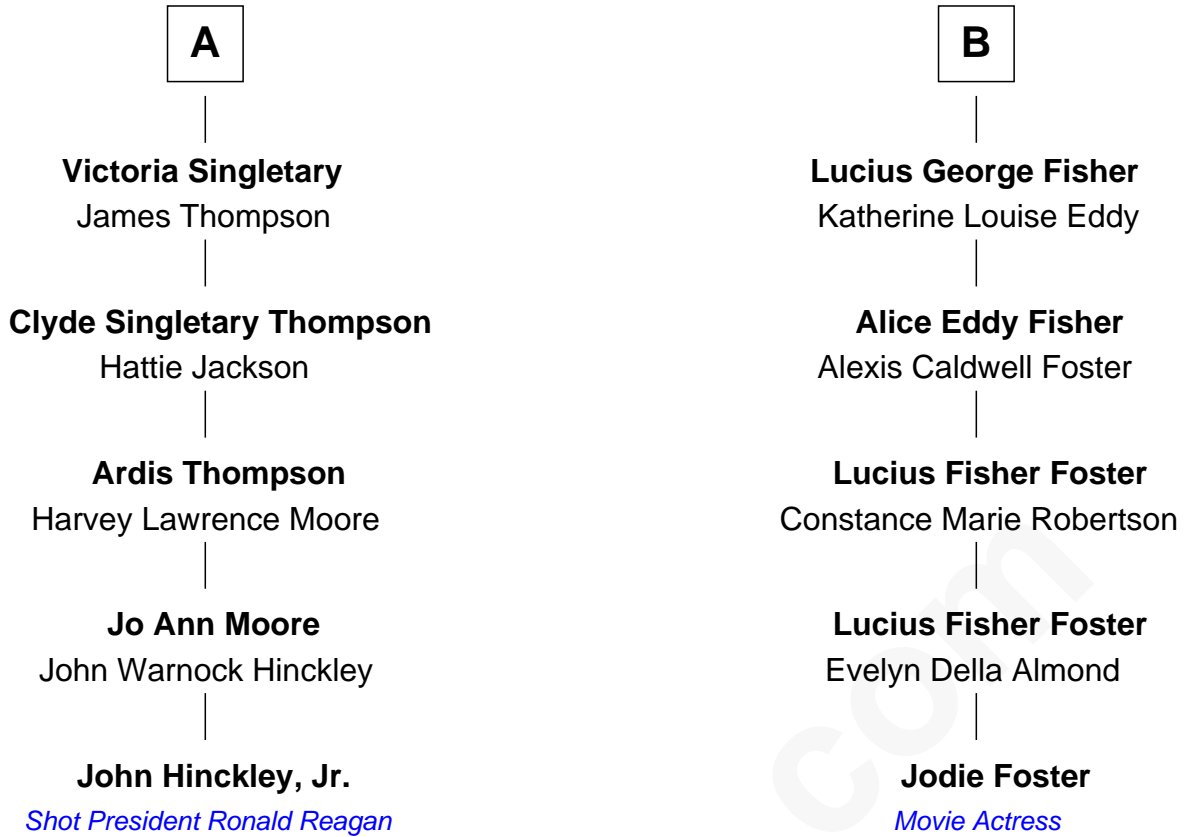 A
B
Victoria Singletary
James Thompson
Lucius George Fisher
Katherine Louise Eddy
Clyde Singletary Thompson
Hattie Jackson
Alice Eddy Fisher
Alexis Caldwell Foster
Ardis Thompson
Harvey Lawrence Moore
Lucius Fisher Foster
Constance Marie Robertson
Jo Ann Moore
John Warnock Hinckley
Lucius Fisher Foster
Evelyn Della Almond
John Hinckley, Jr.
Shot President Ronald Reagan
Jodie Foster
Movie Actress
com